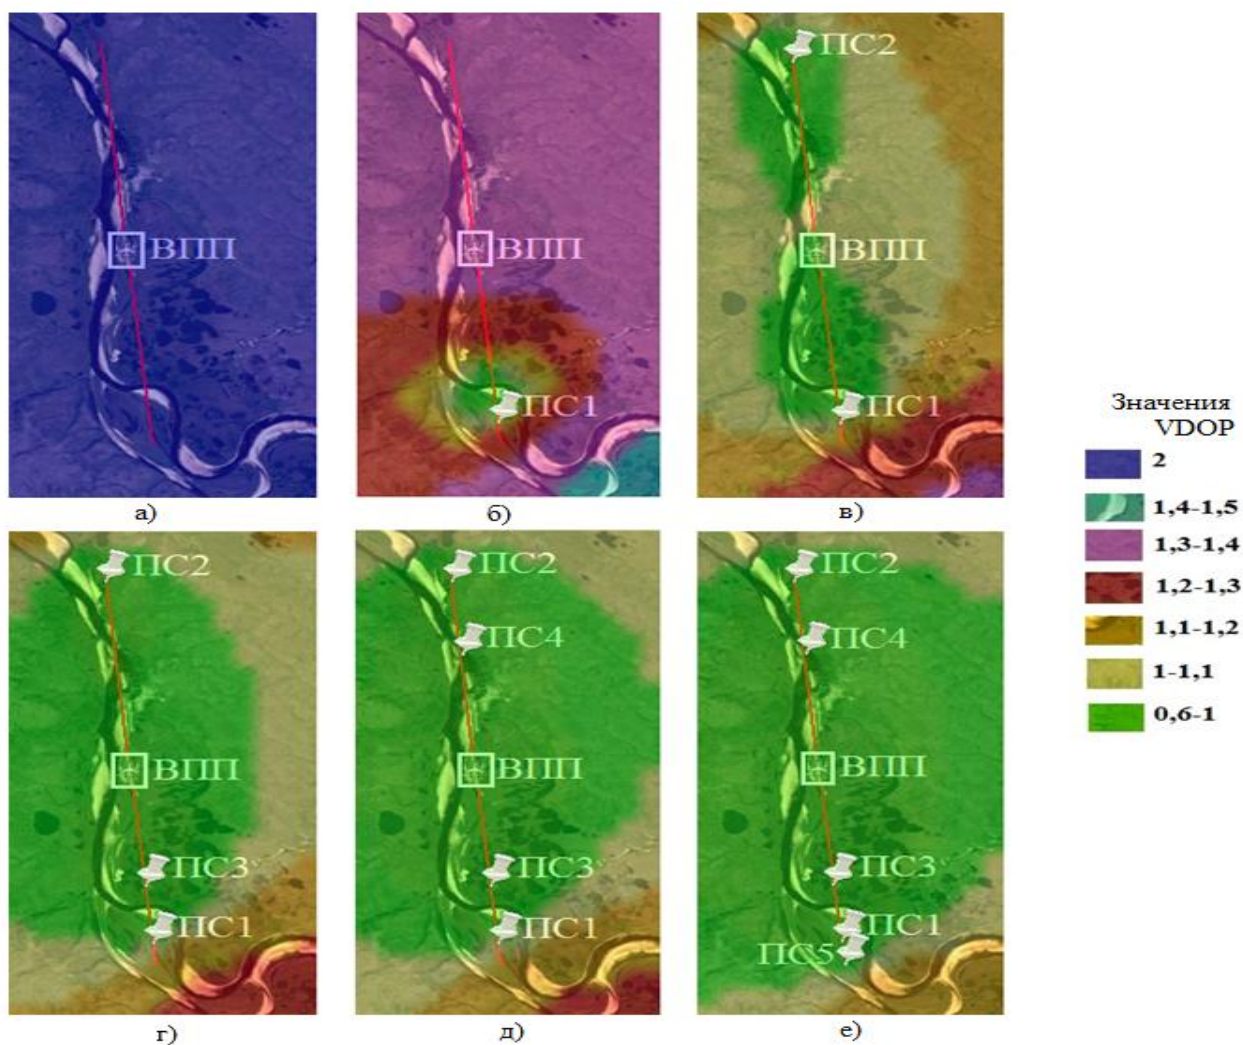 ВПП
а)
ВПП
ПС1
б)
ПС2
ВПП
ПС1
в)
Значения
VDOP
2
1,4-1,5
1,3-1,4
1,2-1,3
1,1-1,2
1-1,1
0,6-1
ПС2
ВПП
ПС3
ПС1
г)
ПС2
ПС4
ВПП
ПС3
ПС1
д)
ПС2
ПС4
ВПП
ПС3
ПС1
ПС5
е)